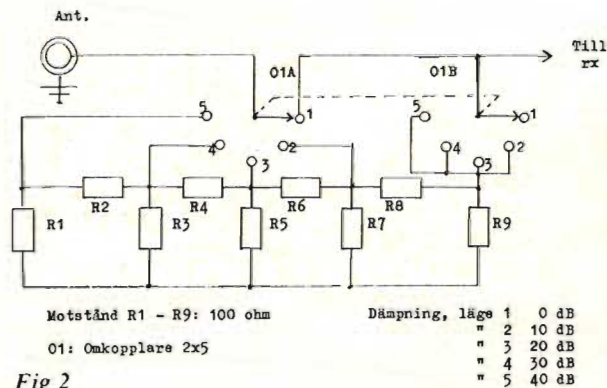 Ant.
Till
rx
01A
01B
5
1
4
2
3
5
1
4
2
3
R2
R4
R6
R8
R1
R3
R5
R7
R9
Motstånd R1 - R9: 100 ohm
01: Omkopplare 2x5
Dämpning, läge 1 0 dB
" 2 10 dB
" 3 20 dB
" 4 30 dB
" 5 40 dB
Fig 2